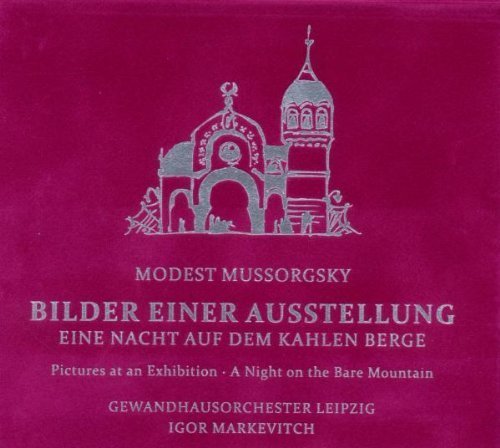 MODEST MUSSORGSKY
BILDER EINER AUSSTELLUNG
EINE NACHT AUF DEM KAHLEN BERGE
Pictures at an Exhibition · A Night on the Bare Mountain
GEWANDHAUSORCHESTER LEIPZIG
IGOR MARKEVITCH